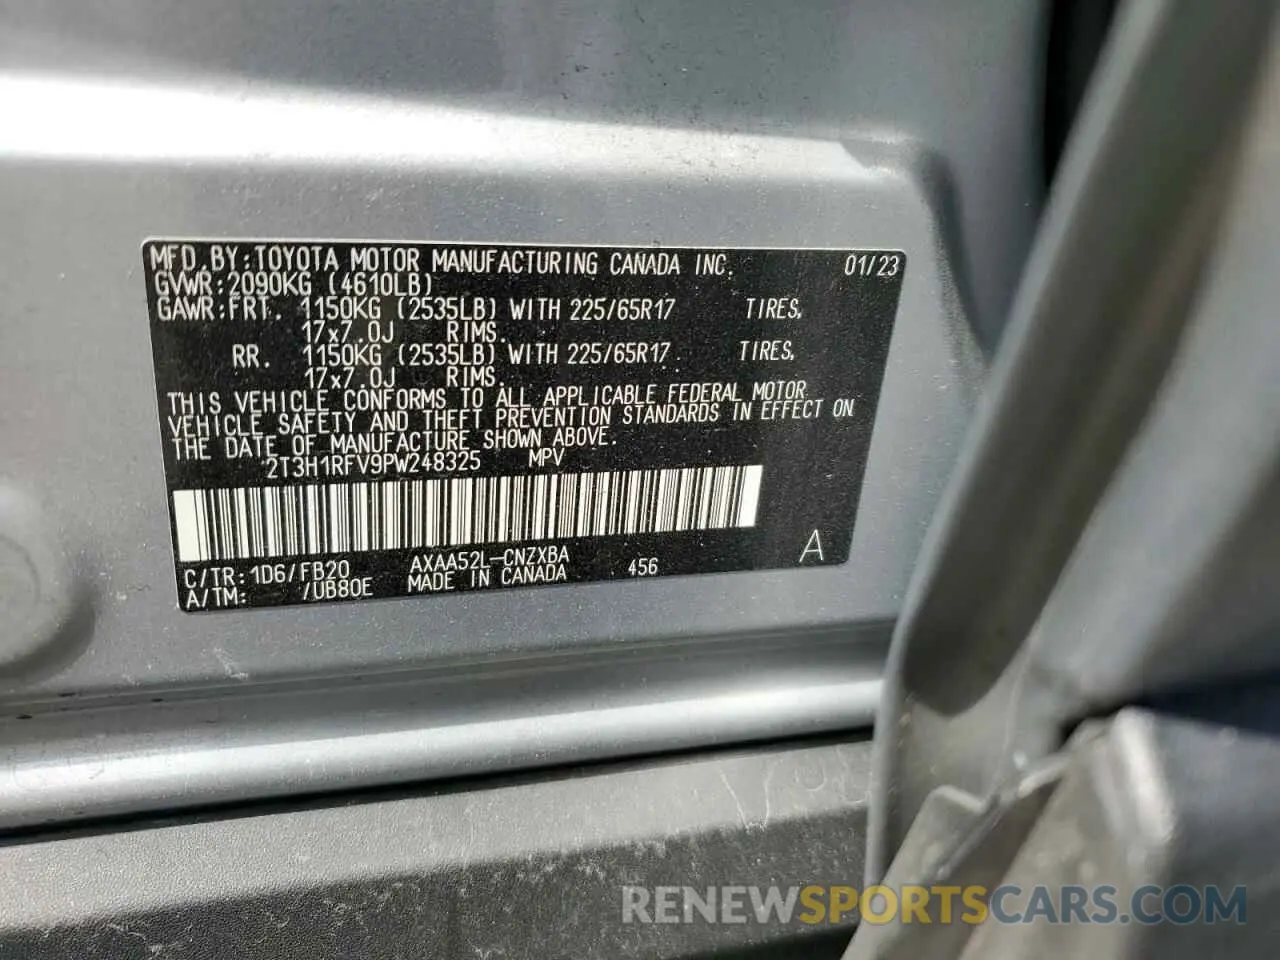 MFD.BY:TOYOTA MOTOR MANUFACTURING CANADA INC. 01/23
GVWR:2090KG (4610LB)
GAWR:FRT. 1150KG (2535LB) WITH 225/65R17 TIRES,
17x7.0J RIMS.
RR. 1150KG (2535LB) WITH 225/65R17 TIRES,
17x7.0J RIMS.
THIS VEHICLE CONFORMS TO ALL APPLICABLE FEDERAL MOTOR
VEHICLE SAFETY AND THEFT PREVENTION STANDARDS IN EFFECT ON
THE DATE OF MANUFACTURE SHOWN ABOVE.
2T3H1RFV9PW248325 MPV
C/TR:1D6/FB20 AXAA52L-CNZXBA 456 A
A/TM: /UB80E MADE IN CANADA
RENEWSPORTSCARS.COM